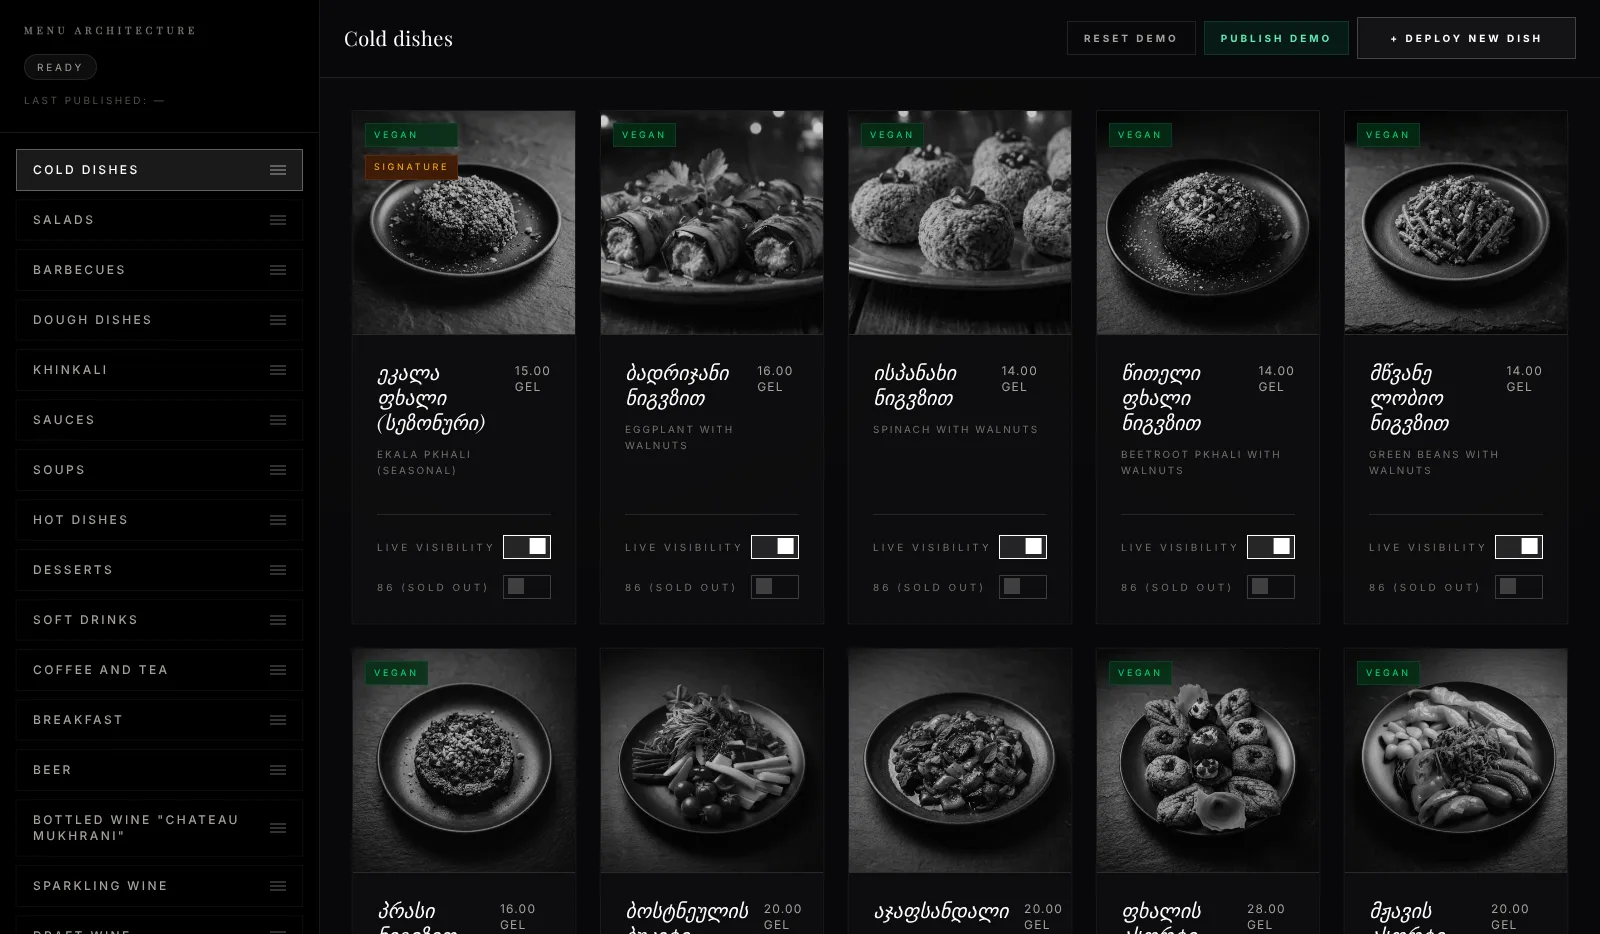 MENU ARCHITECTURE
READY
LAST PUBLISHED: —
COLD DISHES
SALADS
BARBECUES
DOUGH DISHES
KHINKALI
SAUCES
SOUPS
HOT DISHES
DESSERTS
SOFT DRINKS
COFFEE AND TEA
BREAKFAST
BEER
BOTTLED WINE "CHATEAU
MUKHRANI"
SPARKLING WINE
DRAFT WINE
Cold dishes
RESET DEMO
PUBLISH DEMO
+ DEPLOY NEW DISH
VEGAN
SIGNATURE
ეკალა
ფხალი
(სეზონური)
15.00
GEL
EKALA PKHALI
(SEASONAL)
LIVE VISIBILITY
86 (SOLD OUT)
VEGAN
ბადრიჯანი
ნიგვზით
16.00
GEL
EGGPLANT WITH
WALNUTS
LIVE VISIBILITY
86 (SOLD OUT)
VEGAN
ისპანახი
ნიგვზით
14.00
GEL
SPINACH WITH WALNUTS
LIVE VISIBILITY
86 (SOLD OUT)
VEGAN
წითელი
ფხალი
ნიგვზით
14.00
GEL
BEETROOT PKHALI WITH
WALNUTS
LIVE VISIBILITY
86 (SOLD OUT)
VEGAN
მწვანე
ლობიო
ნიგვზით
14.00
GEL
GREEN BEANS WITH
WALNUTS
LIVE VISIBILITY
86 (SOLD OUT)
VEGAN
პრასი
ნიგვზით
16.00
GEL
ბოსტნეულის
20.00
GEL
აჯაფსანდალი
20.00
GEL
VEGAN
ფხალის
ასორტი
28.00
GEL
VEGAN
მჟავის
ასორტი
20.00
GEL